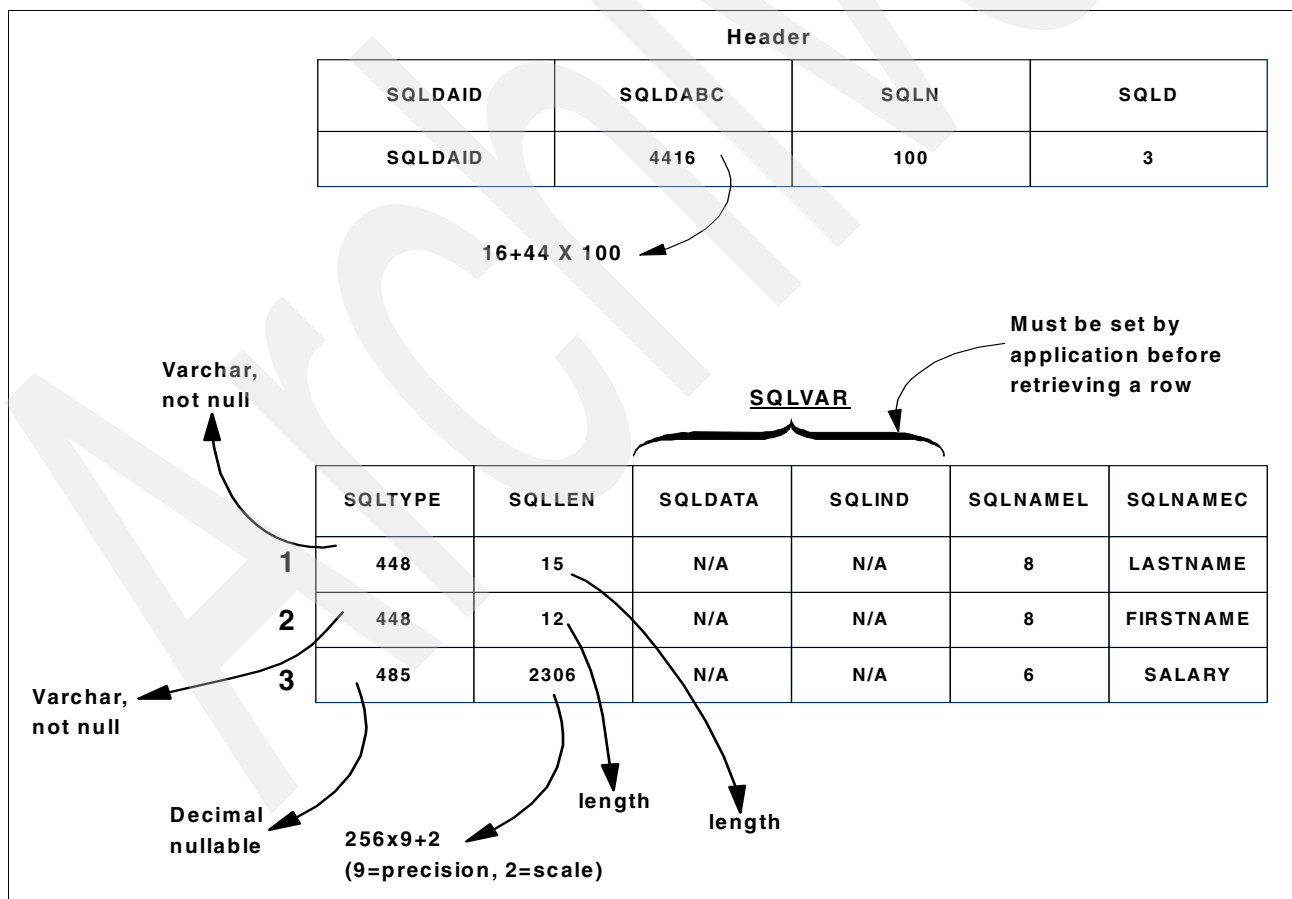 Header
SQLDAID SQLDABC SQLN SQLD
SQLDAID 4416 100 3
16+44 X 100
Must be set by
application before
retrieving a row
Varchar,
not null
SQLVAR
SQLTYPE SQLLEN SQLDATA SQLIND SQLNAMEL SQLNAMEC
1 448 15 N/A N/A 8 LASTNAME
2 448 12 N/A N/A 8 FIRSTNAME
3 485 2306 N/A N/A 6 SALARY
Varchar,
not null
Decimal
nullable
256x9+2
(9=precision, 2=scale)
length
length